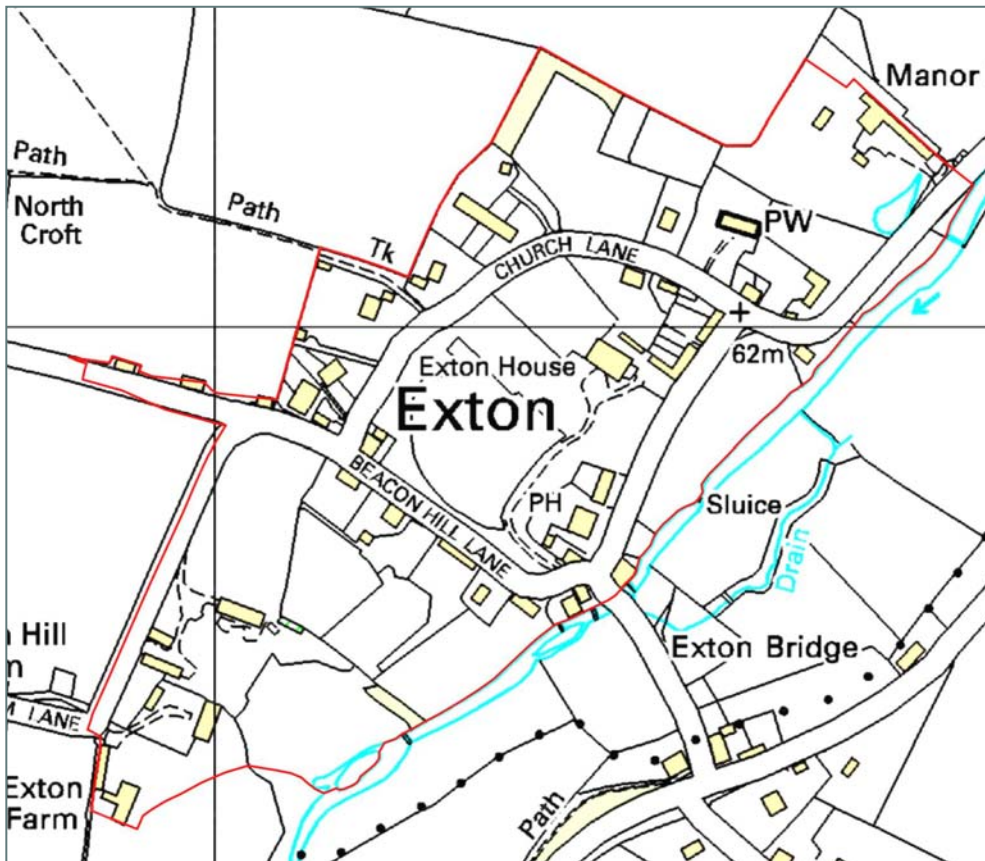 Manor
Path
North
Croft
Path
Tk
PW
CHURCH LANE
62m
Exton House
Exton
BEACON HILL LANE
PH
Sluice
Drain
Exton Bridge
Hill
LANE
Exton
Farm
Path